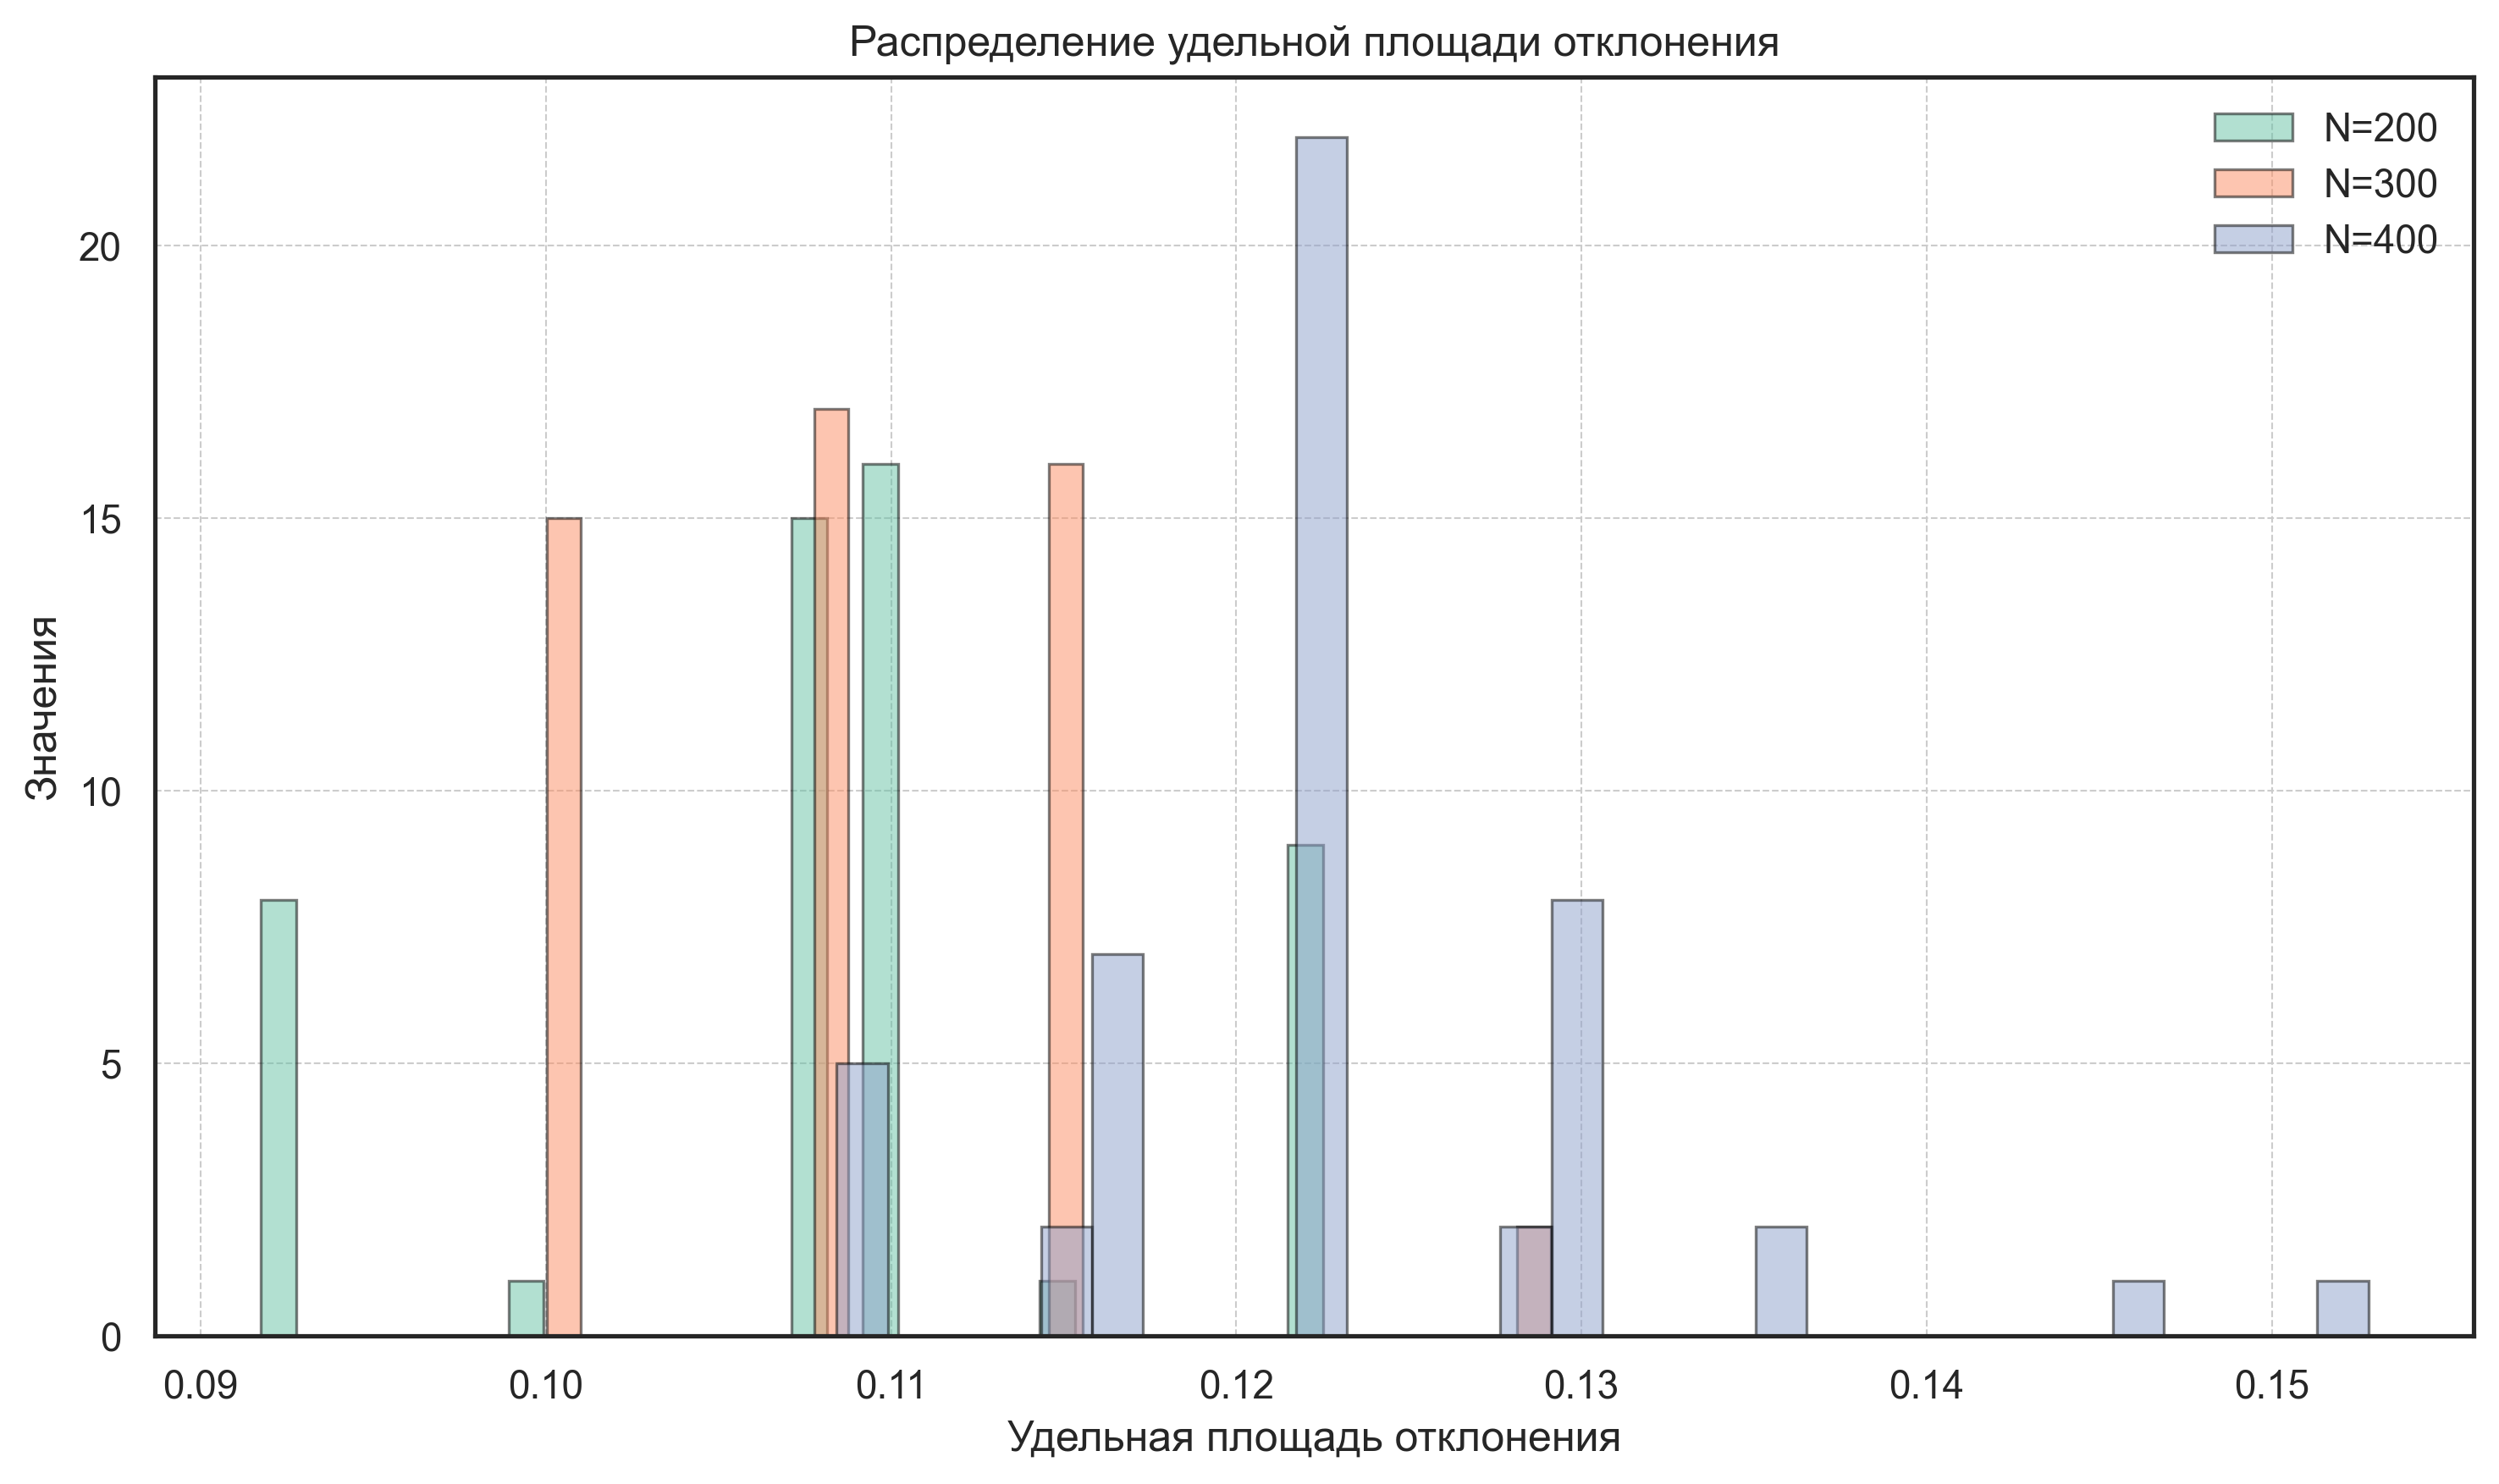 Распределение удельной площади отклонения
N=200
N=300
N=400
Значения
20
15
10
5
0
0.09 0.10 0.11 0.12 0.13 0.14 0.15
Удельная площадь отклонения